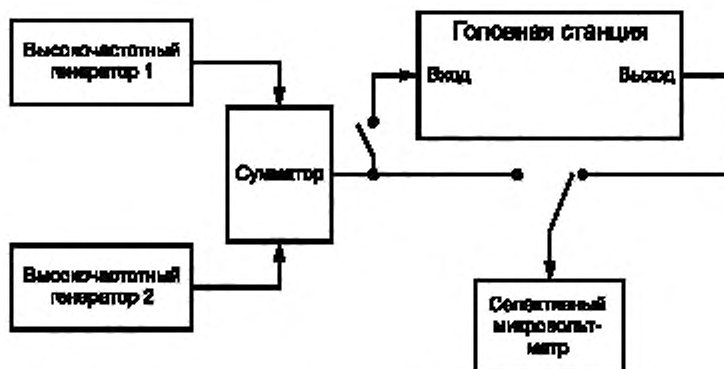 Высокочастотный
генератор 1
Головная станция
Вход
Выход
Сумматор
Высокочастотный
генератор 2
Селективный
микровольт-
метр